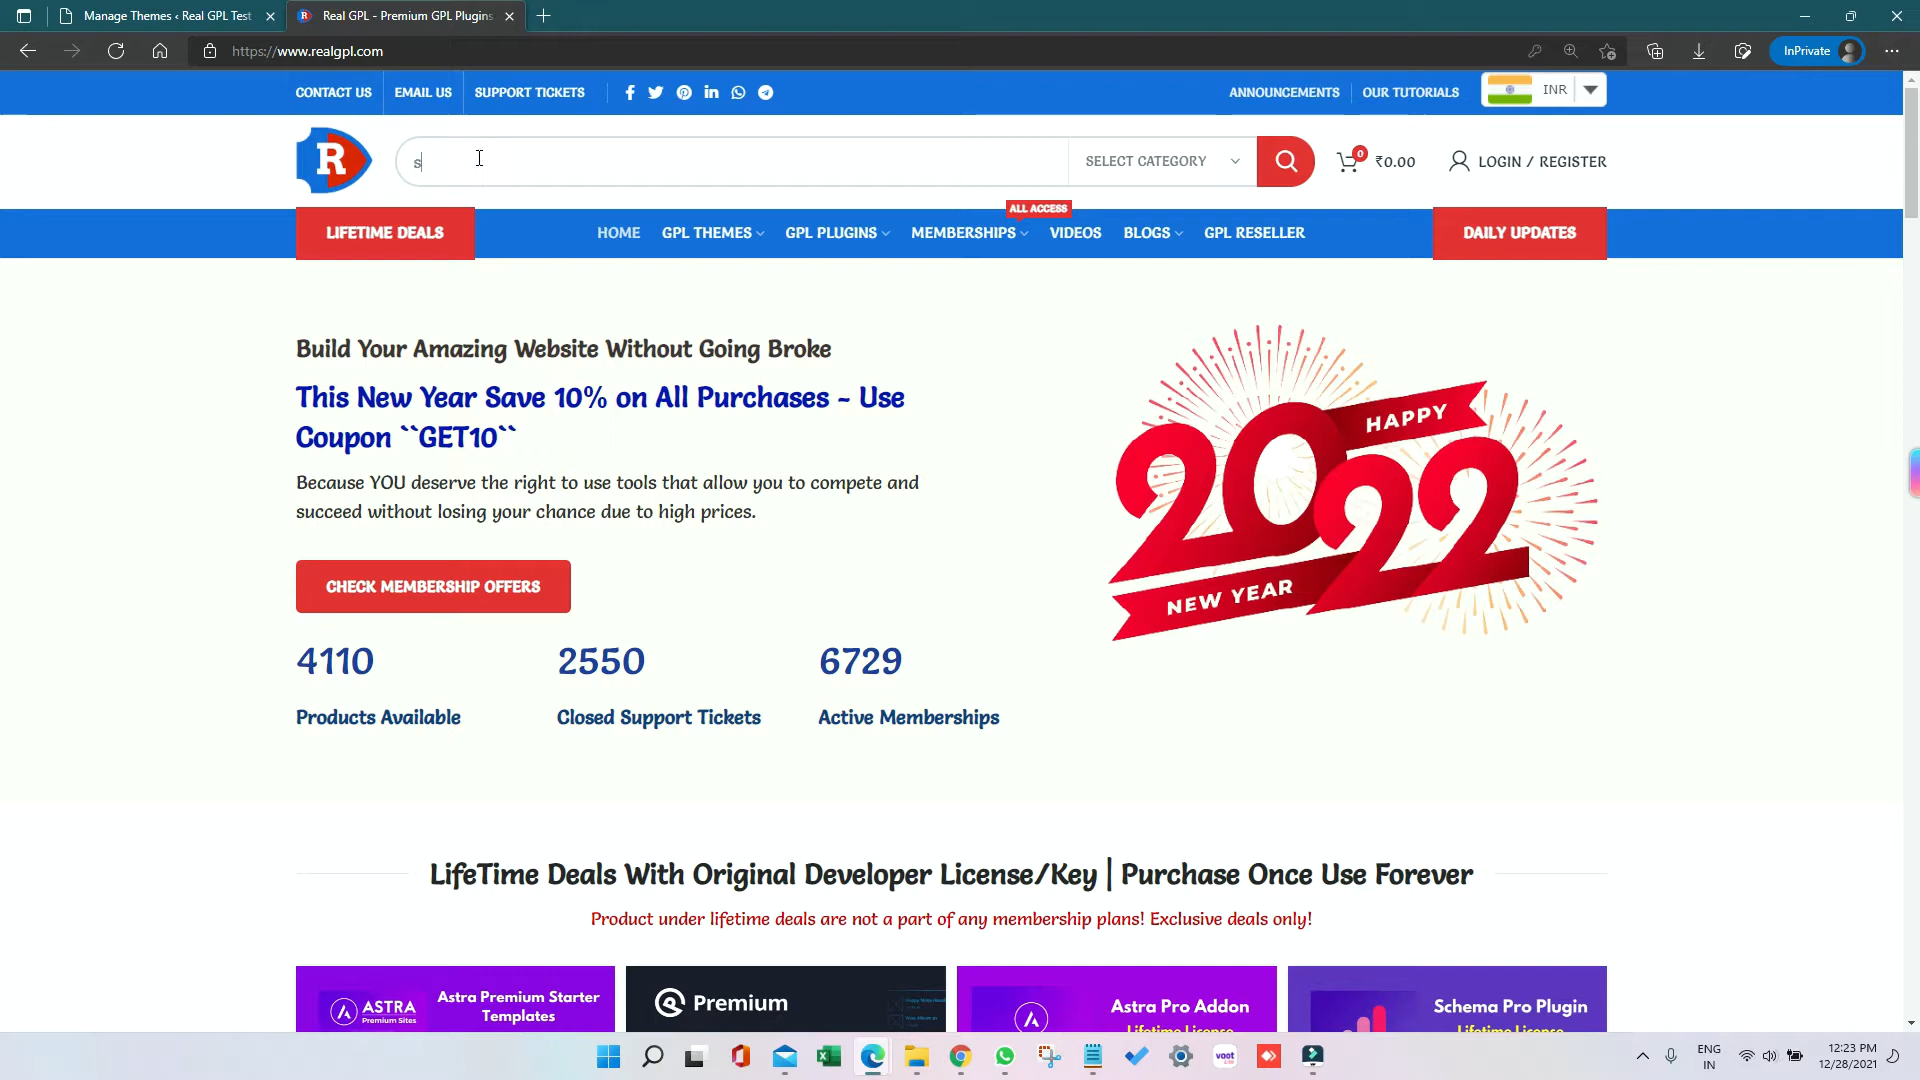 Manage Themes ‹ Real GPL Test
Real GPL - Premium GPL Plugins
https://www.realgpl.com
InPrivate
CONTACT US
EMAIL US
SUPPORT TICKETS
ANNOUNCEMENTS
OUR TUTORIALS
INR
R
s
SELECT CATEGORY
0
₹0.00
LOGIN / REGISTER
ALL ACCESS
LIFETIME DEALS
HOME
GPL THEMES
GPL PLUGINS
MEMBERSHIPS
VIDEOS
BLOGS
GPL RESELLER
DAILY UPDATES
Build Your Amazing Website Without Going Broke
This New Year Save 10% on All Purchases - Use
Coupon ``GET10``
Because YOU deserve the right to use tools that allow you to compete and
succeed without losing your chance due to high prices.
CHECK MEMBERSHIP OFFERS
HAPPY
2022
NEW YEAR
4110
2550
6729
Products Available
Closed Support Tickets
Active Memberships
LifeTime Deals With Original Developer License/Key | Purchase Once Use Forever
Product under lifetime deals are not a part of any membership plans! Exclusive deals only!
ASTRA
Premium Sites
Astra Premium Starter
Templates
Premium
Astra Pro Addon
Lifetime License
Schema Pro Plugin
Lifetime License
voot
ENG
IN
12:23 PM
12/28/2021